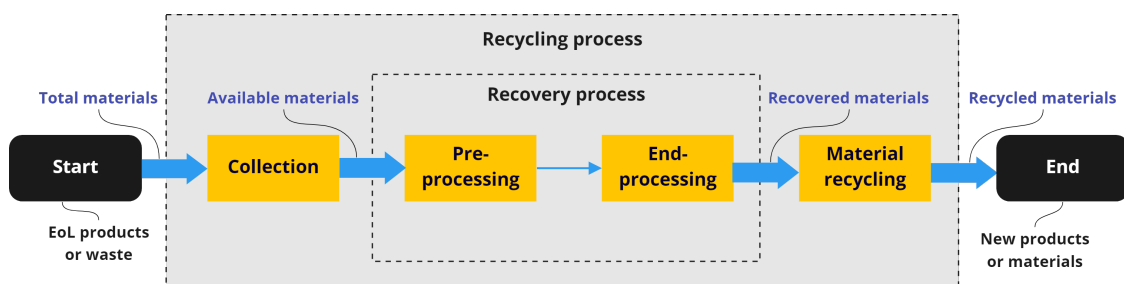 Recycling process
Recovery process
Total materials
Available materials
Recovered materials
Recycled materials
Start
Collection
Pre-
processing
End-
processing
Material
recycling
End
EoL products
or waste
New products
or materials